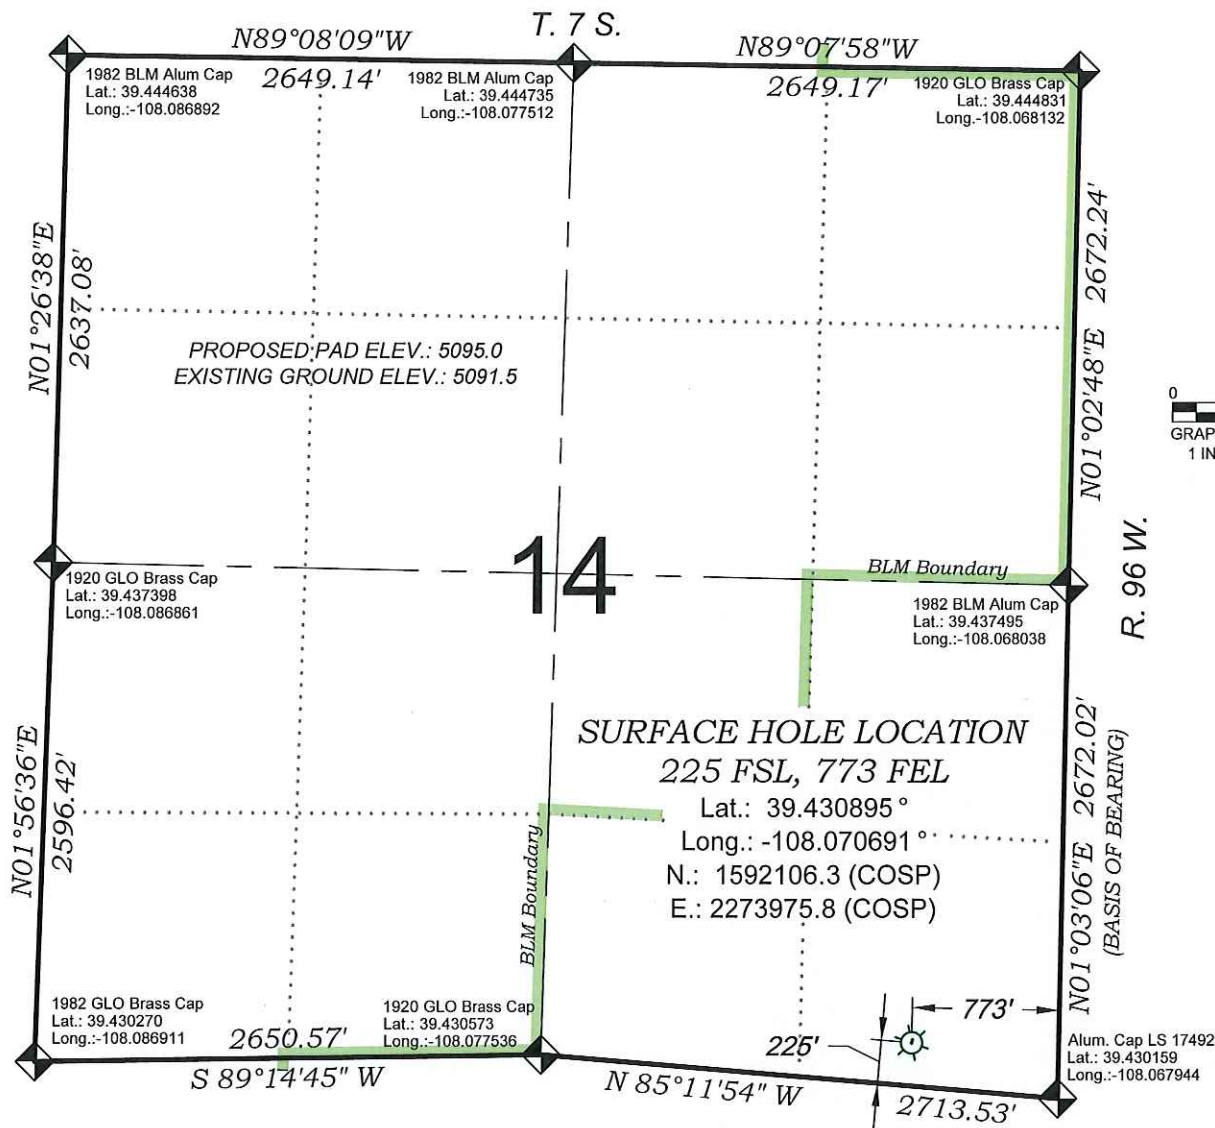 T. 7 S.
N89°08'09"W
N89°07'58"W
1982 BLM Alum Cap
Lat.: 39.444638
Long.:-108.086892
2649.14'
1982 BLM Alum Cap
Lat.: 39.444735
Long.:-108.077512
2649.17'
1920 GLO Brass Cap
Lat.: 39.444831
Long.-108.068132
N01°26'38"E
2637.08'
N01°02'48"E 2672.24'
PROPOSED PAD ELEV.: 5095.0
EXISTING GROUND ELEV.: 5091.5
0
GRAP
1 IN
R. 96 W.
14
BLM Boundary
1920 GLO Brass Cap
Lat.: 39.437398
Long.:-108.086861
1982 BLM Alum Cap
Lat.: 39.437495
Long.:-108.068038
N01°56'36"E
2596.42'
SURFACE HOLE LOCATION
225 FSL, 773 FEL
Lat.: 39.430895°
Long.: -108.070691°
N.: 1592106.3 (COSP)
E.: 2273975.8 (COSP)
BLM Boundary
N01°03'06"E 2672.02'
(BASIS OF BEARING)
1982 GLO Brass Cap
Lat.: 39.430270
Long.:-108.086911
2650.57'
S 89°14'45" W
1920 GLO Brass Cap
Lat.: 39.430573
Long.:-108.077536
773'
225'
N 85°11'54" W
2713.53'
Alum. Cap LS 17492
Lat.: 39.430159
Long.:-108.067944